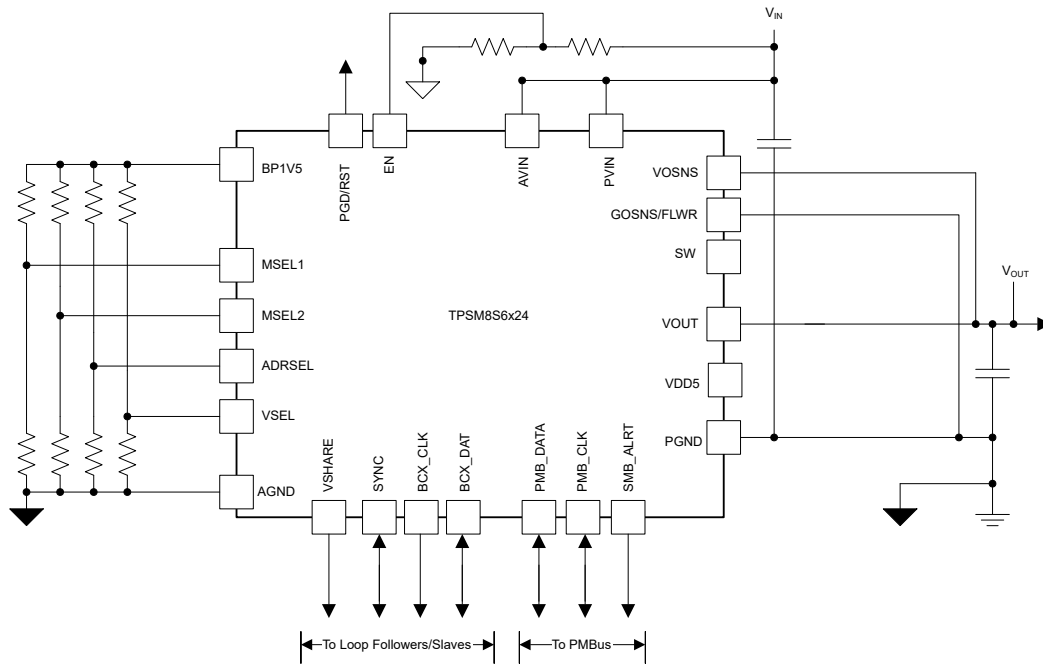 VIN
PGD/RST
EN
AVIN
PVIN
BP1V5
MSEL1
MSEL2
ADRSEL
VSEL
AGND
TPSM8S6x24
VOSNS
GOSNS/FLWR
SW
VOUT
VDD5
PGND
VOUT
VSHARE
SYNC
BCX_CLK
BCX_DAT
PMB_DATA
PMB_CLK
SMB_ALRT
To Loop Followers/Slaves
To PMBus